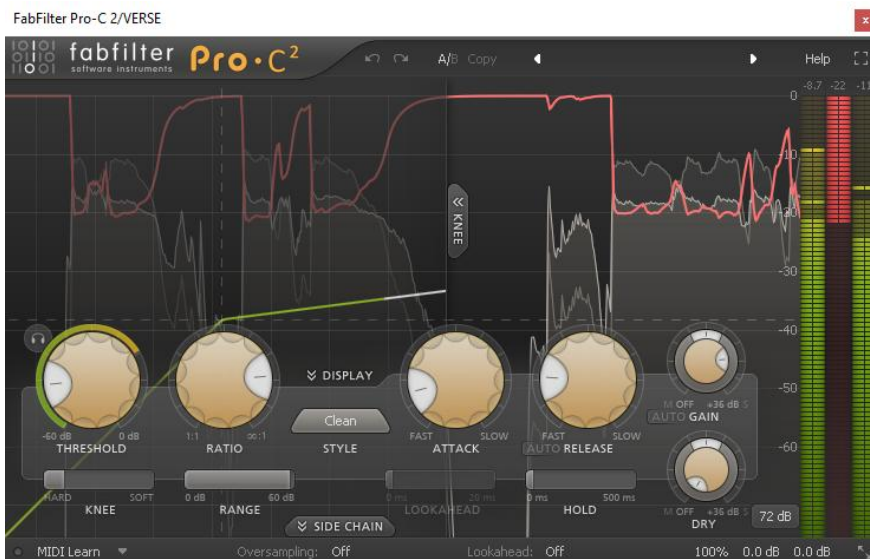 FabFilter Pro-C 2/VERSE
x
fabfilter Pro·C²
software instruments
A/B Copy
Help
-8.7 -22 -11
0
-10
-20
-30
-40
-50
-60
KNEE
DISPLAY
Clean
-60 dB 0 dB
THRESHOLD
1:1 ∞:1
RATIO
STYLE
FAST SLOW
ATTACK
FAST SLOW
AUTO RELEASE
M OFF +36 dB S
AUTO GAIN
HARD SOFT
KNEE
0 dB 60 dB
RANGE
0 ms 20 ms
LOOKAHEAD
0 ms 500 ms
HOLD
M OFF +36 dB S
DRY
72 dB
SIDE CHAIN
MIDI Learn
Oversampling: Off
Lookahead: Off
100% 0.0 dB 0.0 dB